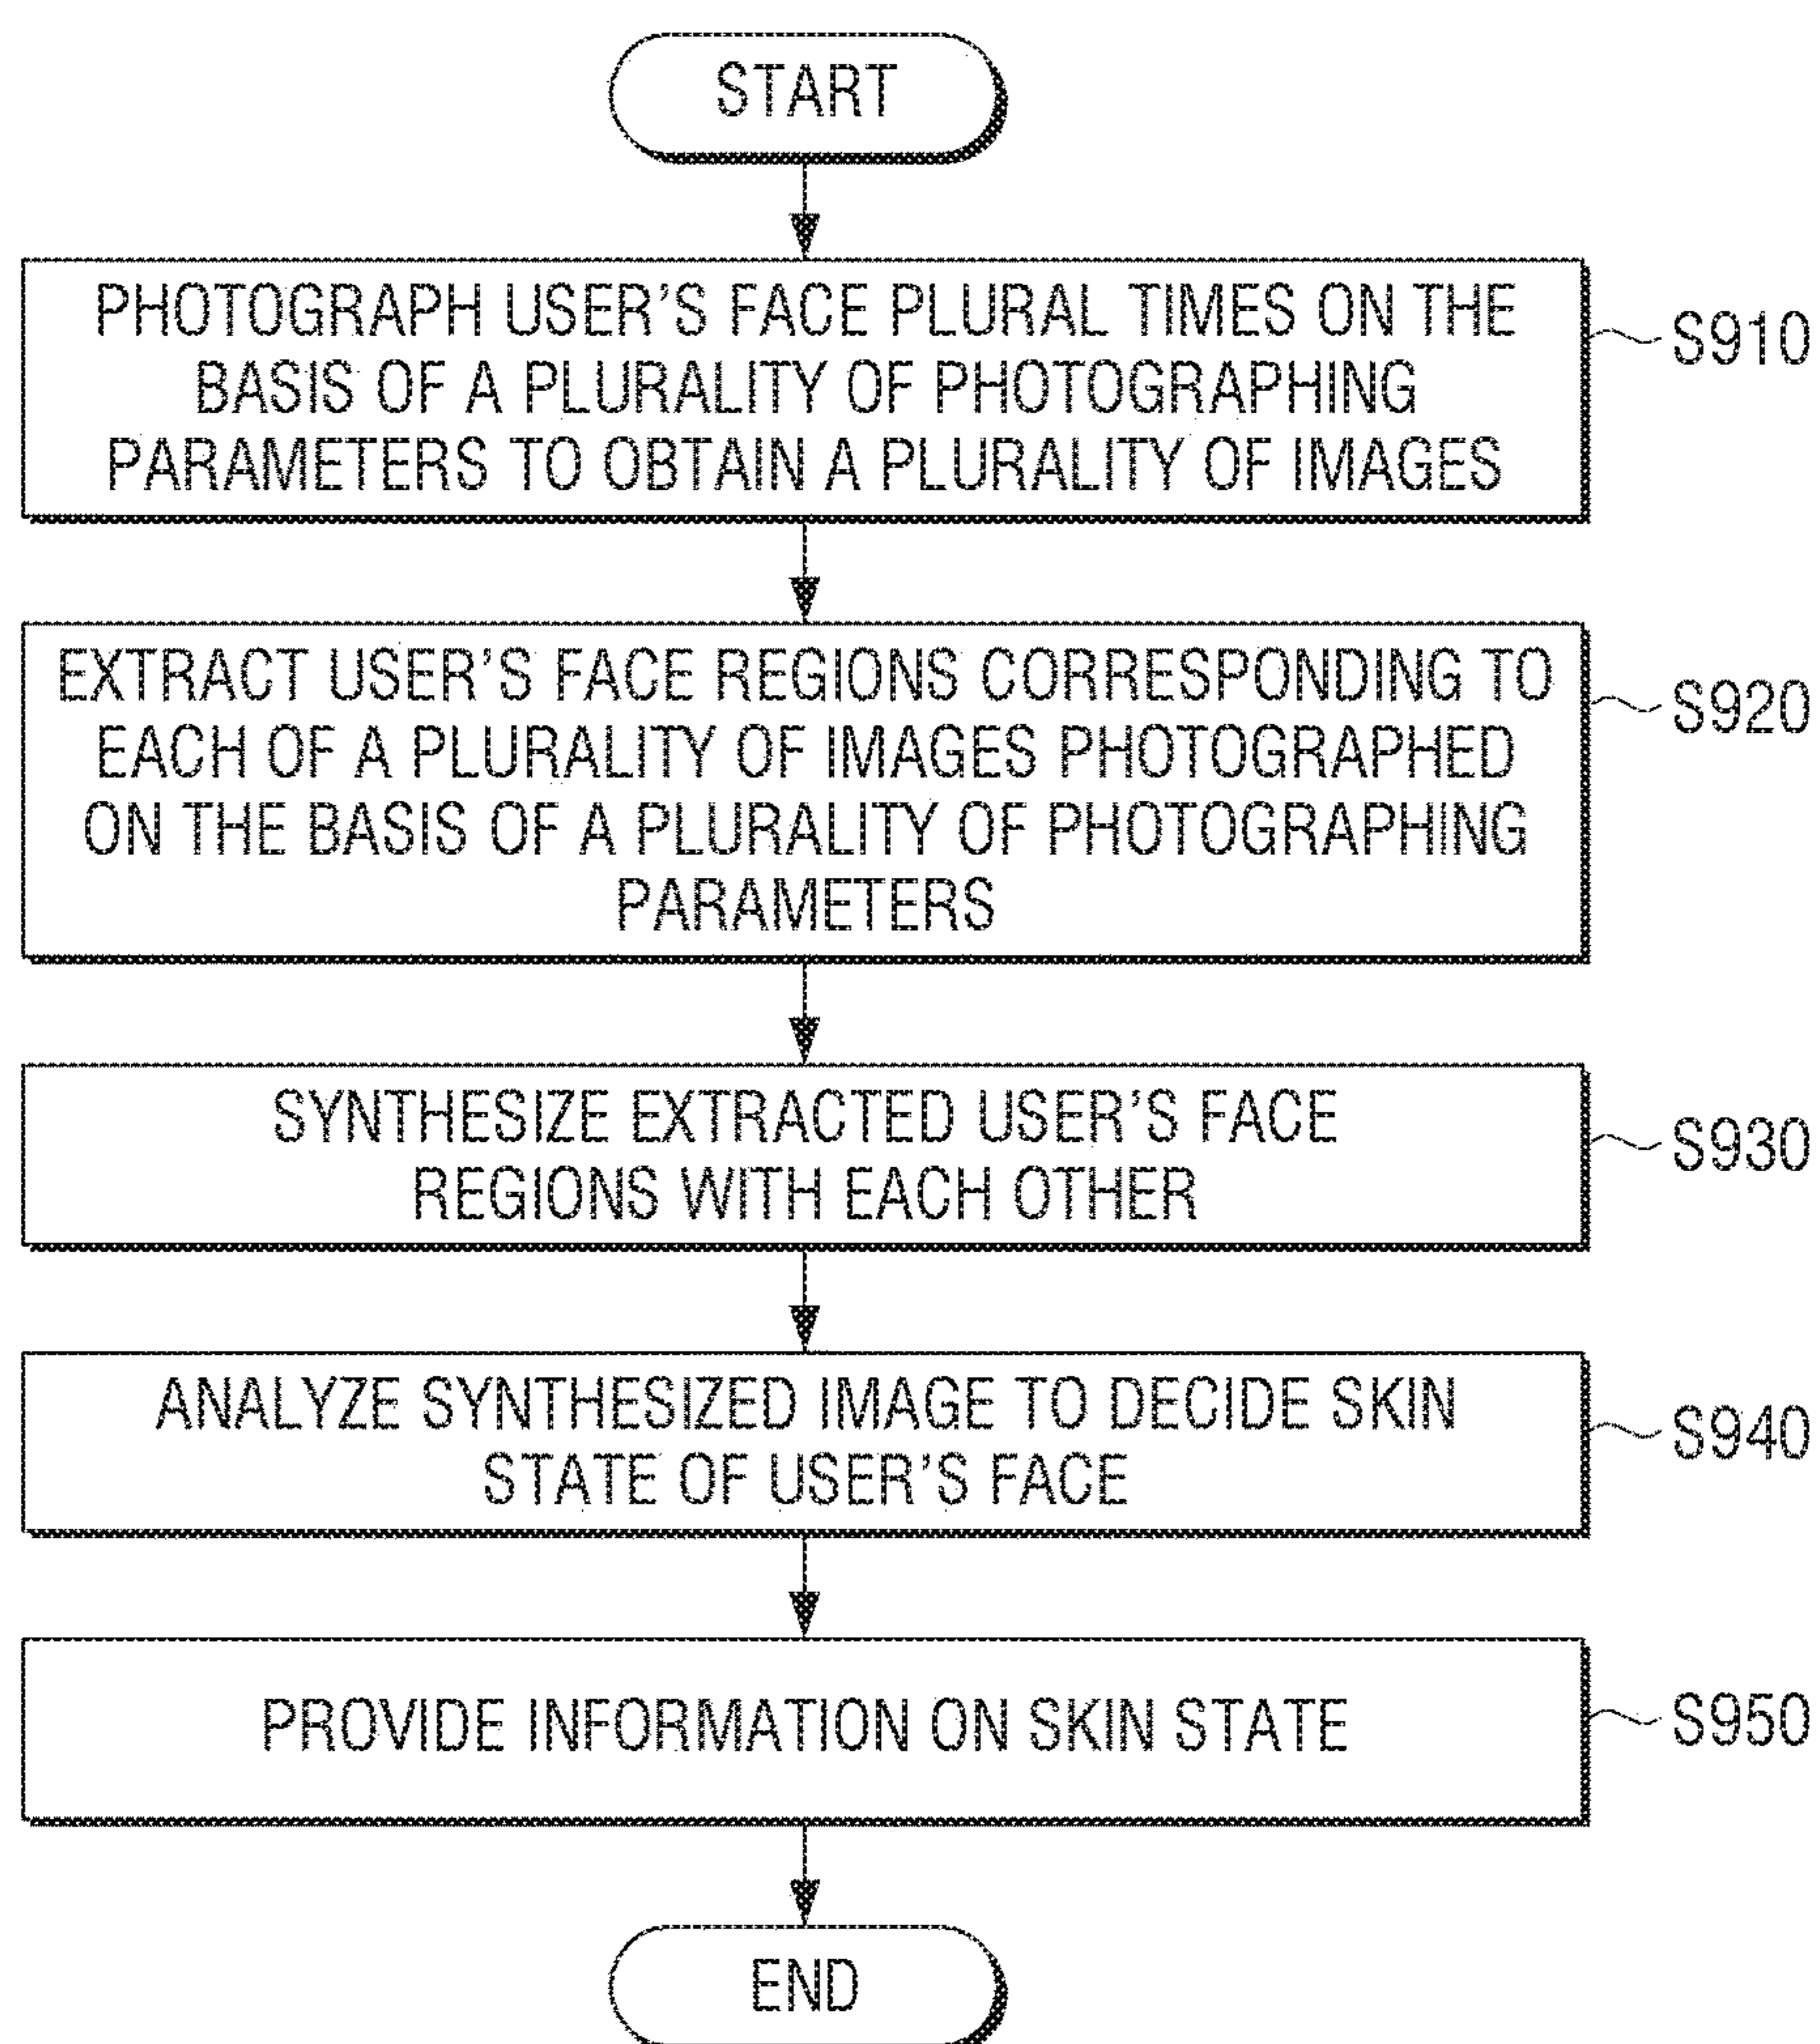 START
PHOTOGRAPH USER'S FACE PLURAL TIMES ON THE
BASIS OF A PLURALITY OF PHOTOGRAPHING
PARAMETERS TO OBTAIN A PLURALITY OF IMAGES
S910
EXTRACT USER'S FACE REGIONS CORRESPONDING TO
EACH OF A PLURALITY OF IMAGES PHOTOGRAPHED
ON THE BASIS OF A PLURALITY OF PHOTOGRAPHING
PARAMETERS
S920
SYNTHESIZE EXTRACTED USER'S FACE
REGIONS WITH EACH OTHER
S930
ANALYZE SYNTHESIZED IMAGE TO DECIDE SKIN
STATE OF USER'S FACE
S940
PROVIDE INFORMATION ON SKIN STATE
S950
END